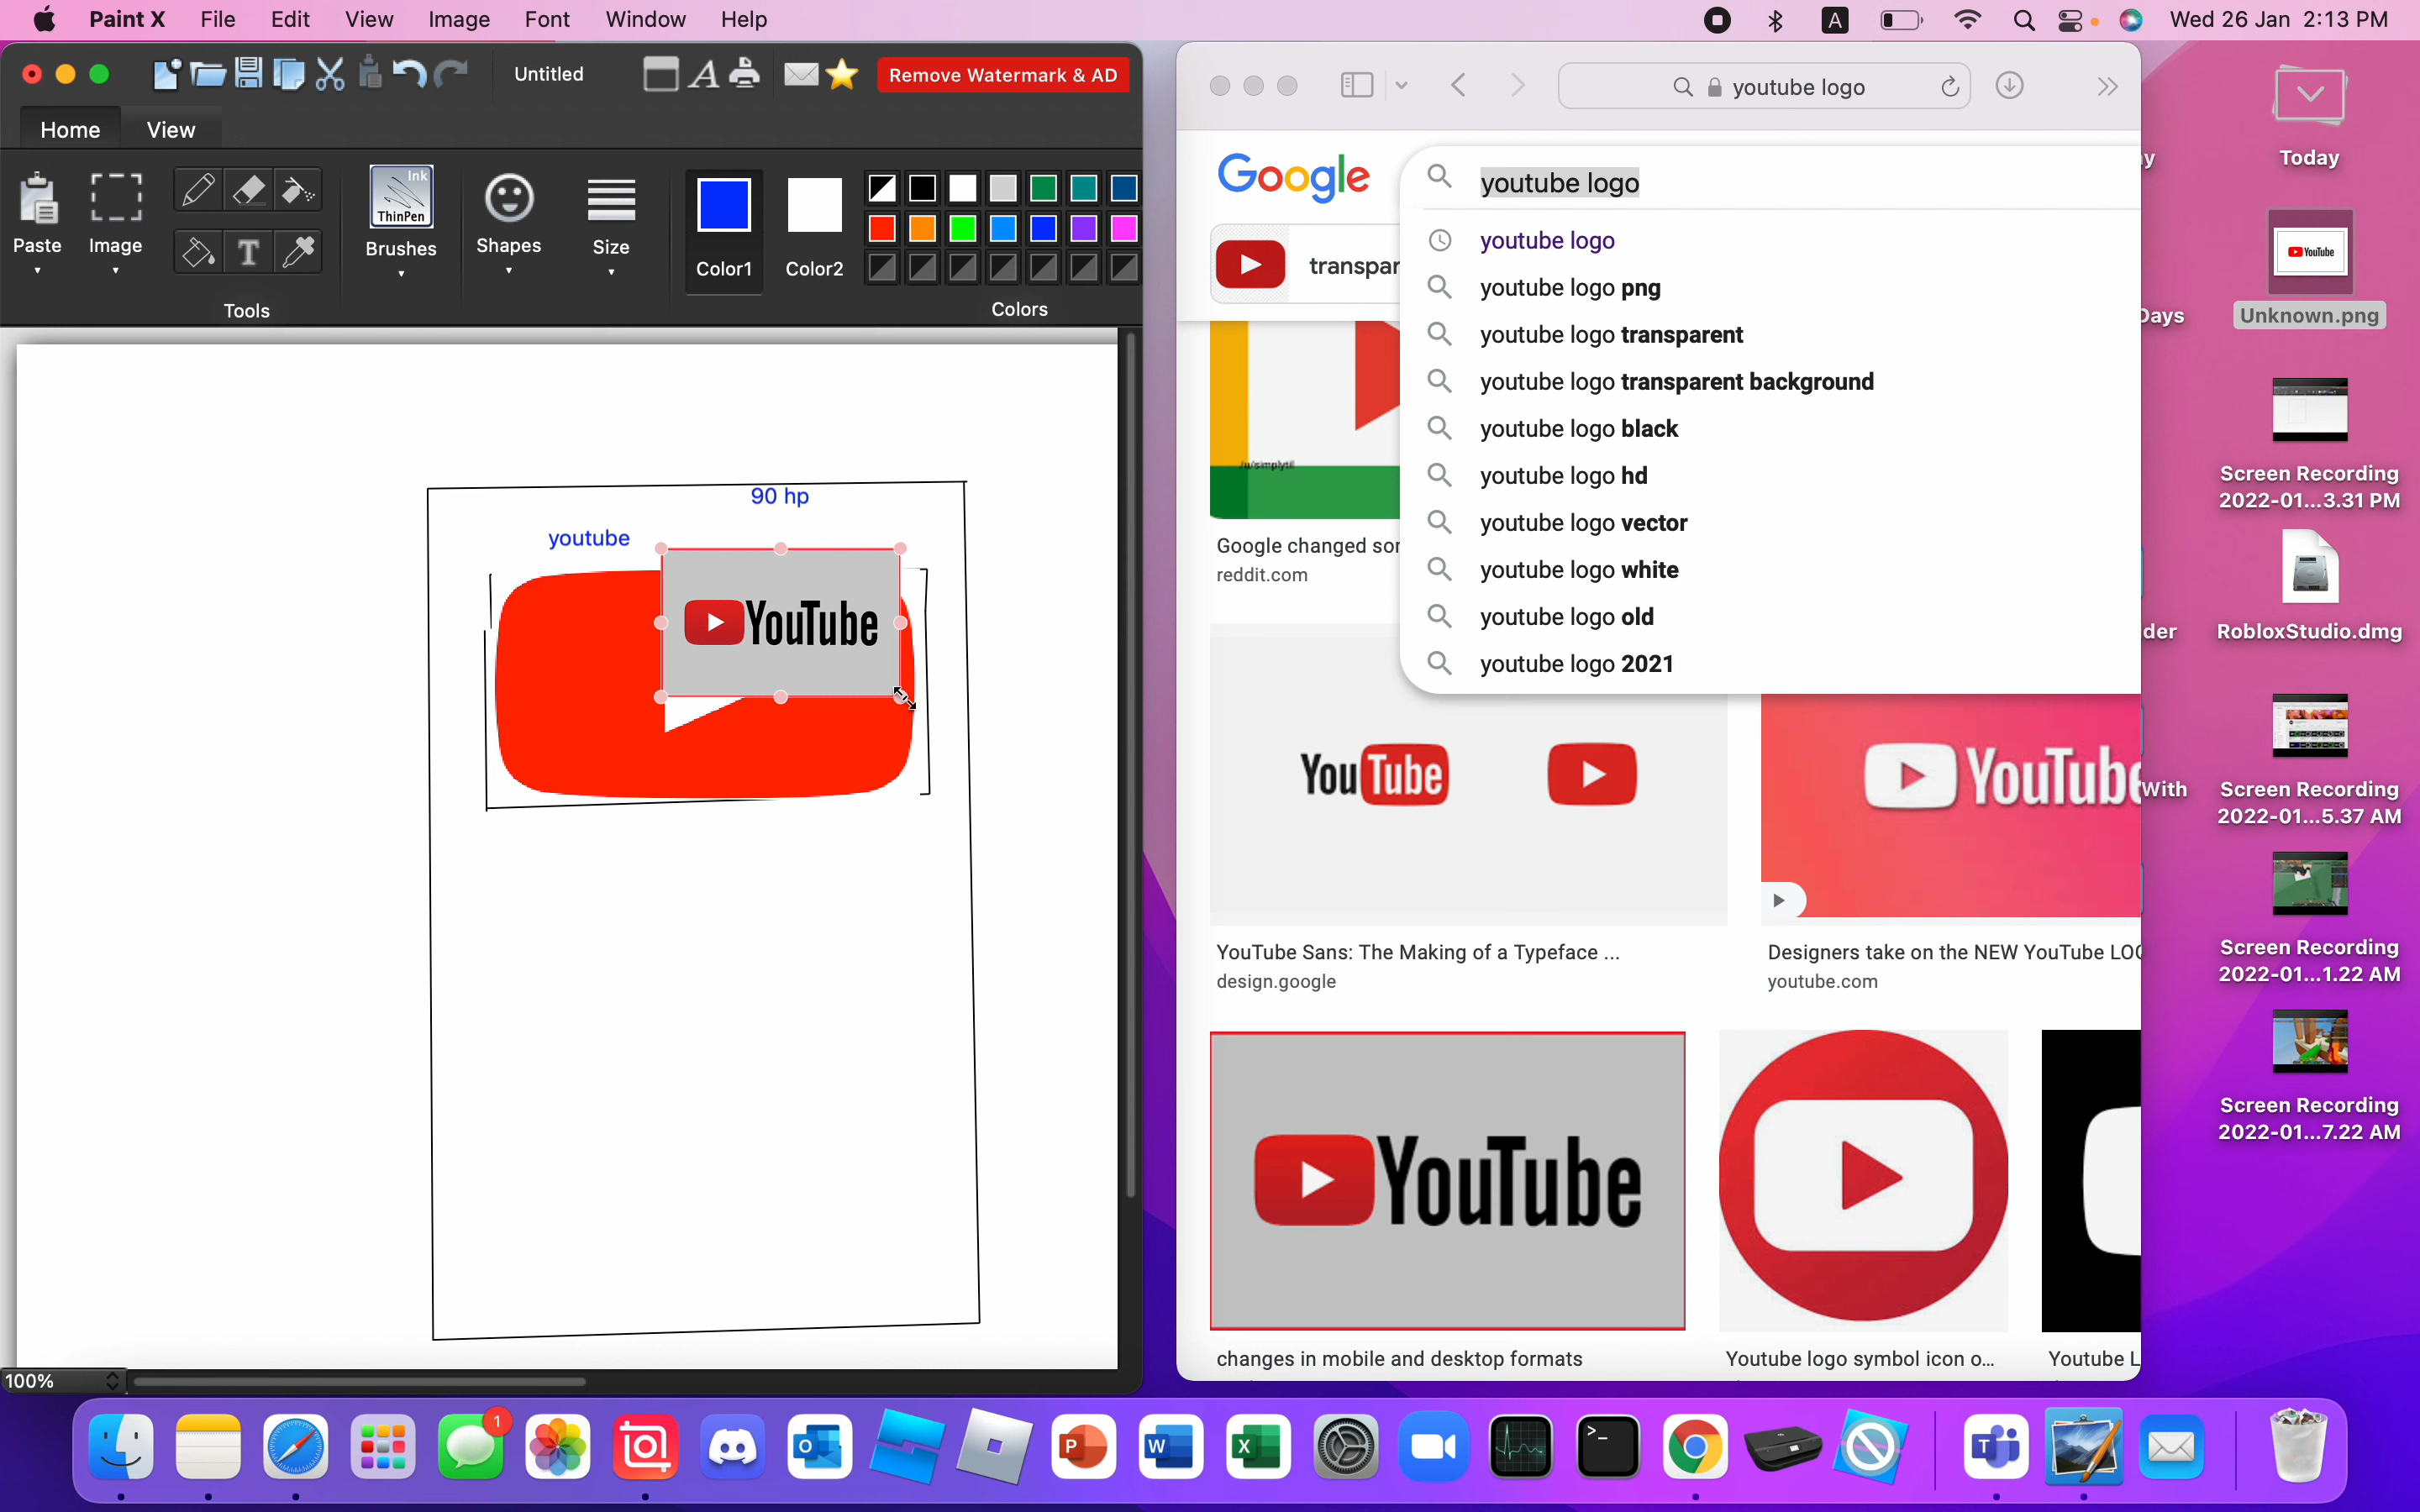 Paint X File Edit View Image Font Window Help
A
Wed 26 Jan 2:13 PM
Untitled
A
Remove Watermark & AD
Home View
Paste
Image
T
Tools
Ink
ThinPen
Brushes
Shapes
Size
Color1
Color2
Colors
90 hp
youtube
YouTube
100%
youtube logo
Google
youtube logo
transpar
youtube logo
youtube logo png
youtube logo transparent
youtube logo transparent background
youtube logo black
youtube logo hd
youtube logo vector
youtube logo white
youtube logo old
youtube logo 2021
/u/simplytil
Google changed sor
reddit.com
YouTube
YouTube
YouTube Sans: The Making of a Typeface ...
design.google
Designers take on the NEW YouTube LOG
youtube.com
YouTube
changes in mobile and desktop formats
Youtube logo symbol icon o...
Youtube L
y
Days
der
With
Today
YouTube
Unknown.png
Screen Recording
2022-01...3.31 PM
RobloxStudio.dmg
Screen Recording
2022-01...5.37 AM
Screen Recording
2022-01...1.22 AM
Screen Recording
2022-01...7.22 AM
1
O
P
W
X
>_
T